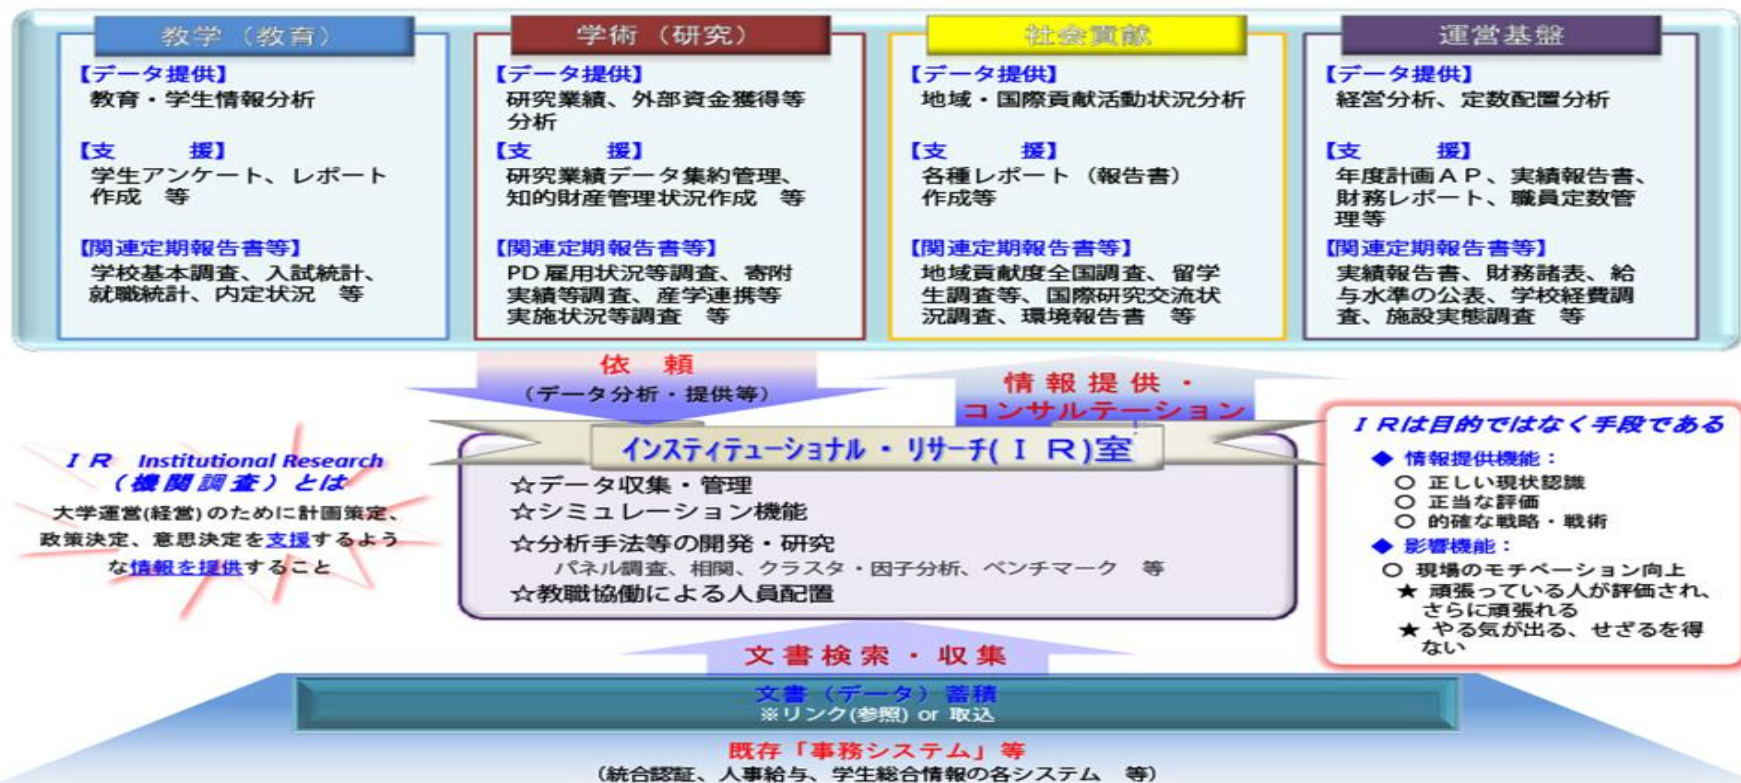 教学（教育）
【データ提供】
教育・学生情報分析
【支　　援】
学生アンケート、レポート
作成　等
【関連定期報告書等】
学校基本調査、入試統計、
就職統計、内定状況　等
学術（研究）
【データ提供】
研究業績、外部資金獲得等
分析
【支　　援】
研究業績データ集約管理、
知的財産管理状況作成　等
【関連定期報告書等】
PD雇用状況等調査、寄附
実績等調査、産学連携等
実施状況等調査　等
社会貢献
【データ提供】
地域・国際貢献活動状況分析
【支　　援】
各種レポート（報告書）
作成等
【関連定期報告書等】
地域貢献度全国調査、留学
生調査等、国際研究交流状
況調査、環境報告書　等
運営基盤
【データ提供】
経営分析、定数配置分析
【支　　援】
年度計画ＡＰ、実績報告書、
財務レポート、職員定数管
理等
【関連定期報告書等】
実績報告書、財務諸表、給
与水準の公表、学校経費調
査、施設実態調査　等
依　頼
（データ分析・提供等）
情報提供・
コンサルテーション
ＩＲ　Institutional Research
（機関調査）とは
大学運営(経営)のために計画策定、
政策決定、意思決定を支援するよう
な情報を提供すること
インスティテューショナル・リサーチ(ＩＲ)室
☆データ収集・管理
☆シミュレーション機能
☆分析手法等の開発・研究
パネル調査、相関、クラスタ・因子分析、ベンチマーク　等
☆教職協働による人員配置
ＩＲは目的ではなく手段である
◆ 情報提供機能：
○ 正しい現状認識
○ 正当な評価
○ 的確な戦略・戦術
◆ 影響機能：
○ 現場のモチベーション向上
★ 頑張っている人が評価され、
さらに頑張れる
★ やる気が出る、せざるを得
ない
文書検索・収集
文書（データ）蓄積
※リンク(参照) or 取込
既存「事務システム」等
（統合認証、人事給与、学生総合情報の各システム　等）